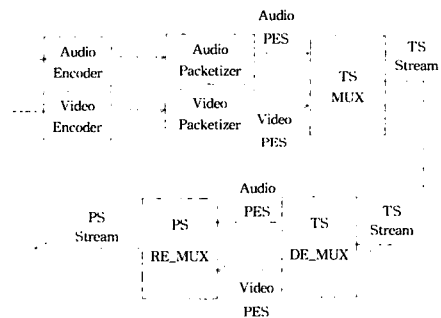 Audio
PES
Audio
Encoder
Audio
Packetizer
TS
MUX
TS
Stream
Video
Encoder
Video
Packetizer
Video
PES
Audio
PES
PS
Stream
PS
RE_MUX
TS
DE_MUX
TS
Stream
Video
PES